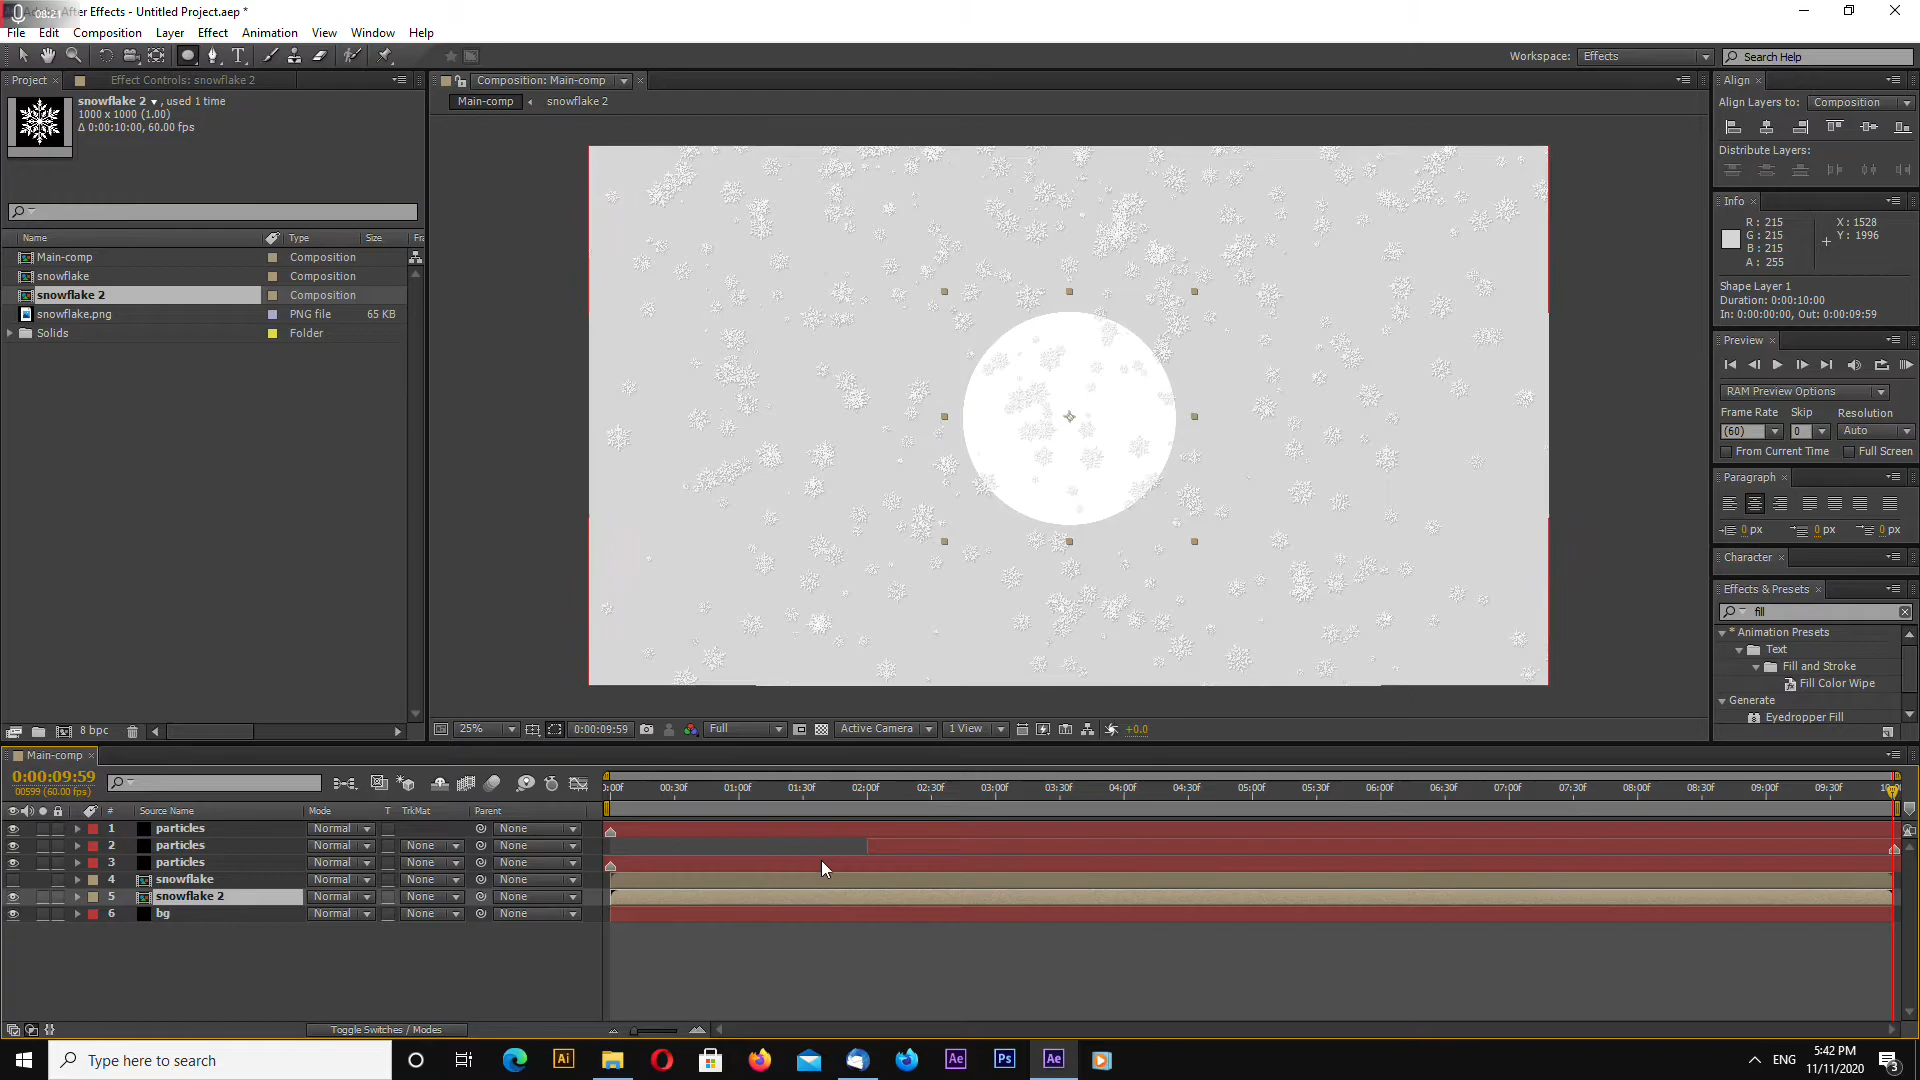 08:21
After Effects - Untitled Project.aep *
File Edit Composition Layer Effect Animation View Window Help
Workspace: Effects Search Help
Project Effect Controls: snowflake 2
Composition: Main-comp
Main-comp snowflake 2
snowflake 2 , used 1 time
1000 x 1000 (1.00)
Δ 0:00:10:00, 60.00 fps
Name Type Size
Main-comp Composition
snowflake Composition
snowflake 2 Composition
snowflake.png PNG file 65 KB
Solids Folder
8 bpc
25% 0:00:09:59 Full Active Camera 1 View +0.0
Align
Align Layers to: Composition
Distribute Layers:
Info
R : 215
G : 215
B : 215
A : 255
X : 1528
Y : 1996
Shape Layer 1
Duration: 0:00:10:00
In: 0:00:00:00, Out: 0:00:09:59
Preview
RAM Preview Options
Frame Rate Skip Resolution
(60) 0 Auto
From Current Time Full Screen
Paragraph
0 px 0 px 0 px
Character
Effects & Presets
fill
* Animation Presets
Text
Fill and Stroke
Fill Color Wipe
Generate
Eyedropper Fill
Main-comp
0:00:09:59
00599 (60.00 fps)
00:30f 01:00f 01:30f 02:00f 02:30f 03:00f 03:30f 04:00f 04:30f 05:00f 05:30f 06:00f 06:30f 07:00f 07:30f 08:00f 08:30f 09:00f 09:30f
# Source Name Mode T TrkMat Parent
1 particles Normal None
2 particles Normal None None
3 particles Normal None None
4 snowflake Normal None None
5 snowflake 2 Normal None None
6 bg Normal None None
Toggle Switches / Modes
Type here to search
Ai Ae Ps Ae
ENG
5:42 PM
11/11/2020
3